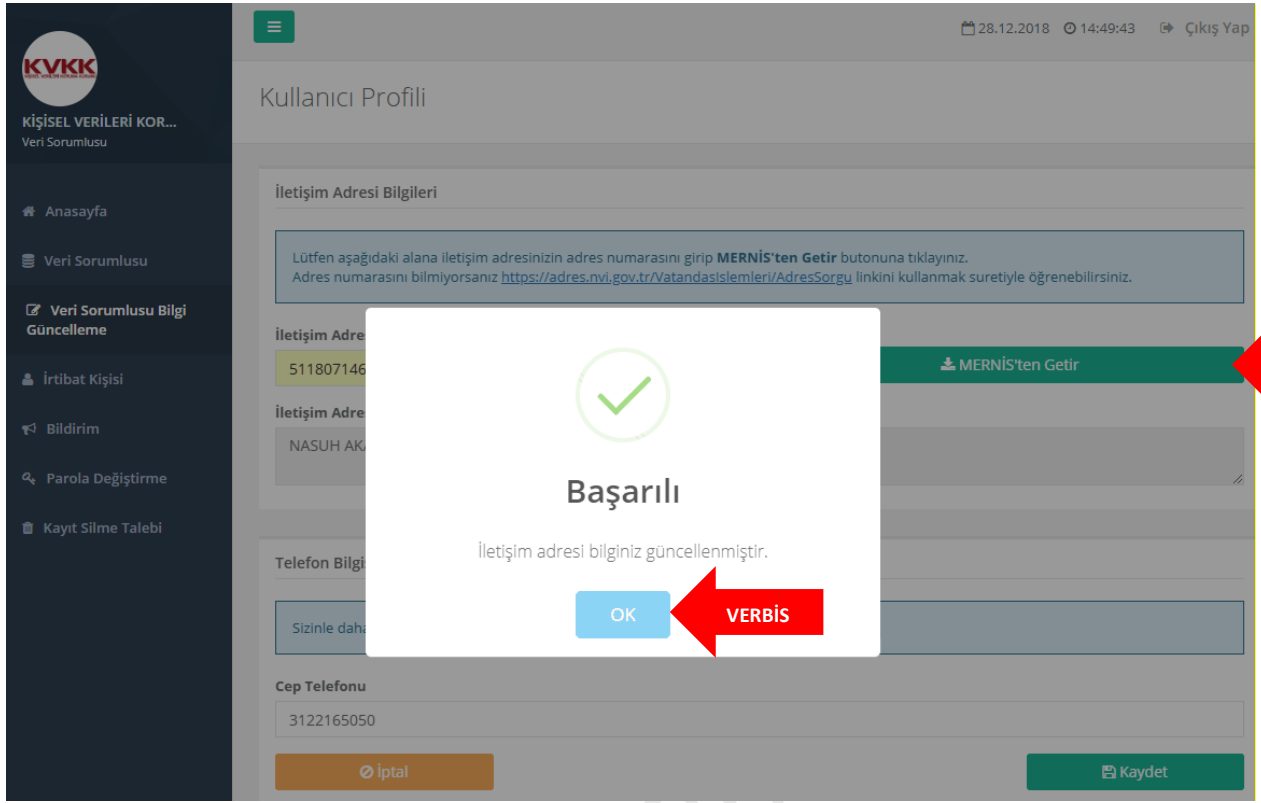 28.12.2018 14:49:43 Çıkış Yap
KVKK
KİŞİSEL VERİLERİ KOR...
Veri Sorumlusu
Anasayfa
Veri Sorumlusu
Veri Sorumlusu Bilgi
Güncelleme
İrtibat Kişisi
Bildirim
Parola Değiştirme
Kayıt Silme Talebi
Kullanıcı Profili
İletişim Adresi Bilgileri
Lütfen aşağıdaki alana iletişim adresinizin adres numarasını girip MERNİS'ten Getir butonuna tıklayınız.
Adres numarasını bilmiyorsanız https://adres.nvi.gov.tr/VatandasIslemleri/AdresSorgu linkini kullanmak suretiyle öğrenebilirsiniz.
İletişim Adre
511807146
MERNİS'ten Getir
İletişim Adre
NASUH AK
Başarılı
İletişim adresi bilginiz güncellenmiştir.
OK
VERBİS
Telefon Bilgi
Sizinle daha
Cep Telefonu
3122165050
İptal
Kaydet